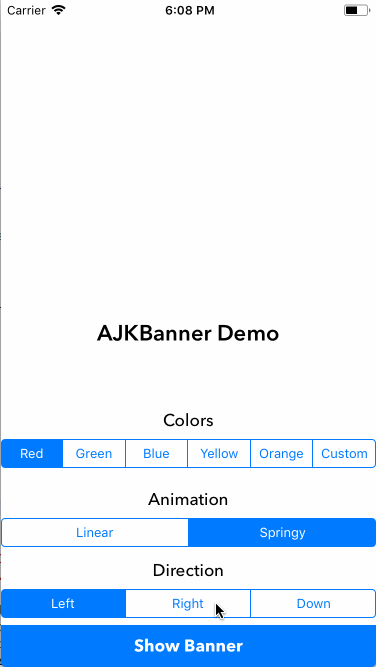 Carrier 6:08 PM
AJKBanner Demo
Colors
Red Green Blue Yellow Orange Custom
Animation
Linear Springy
Direction
Left Right Down
Show Banner